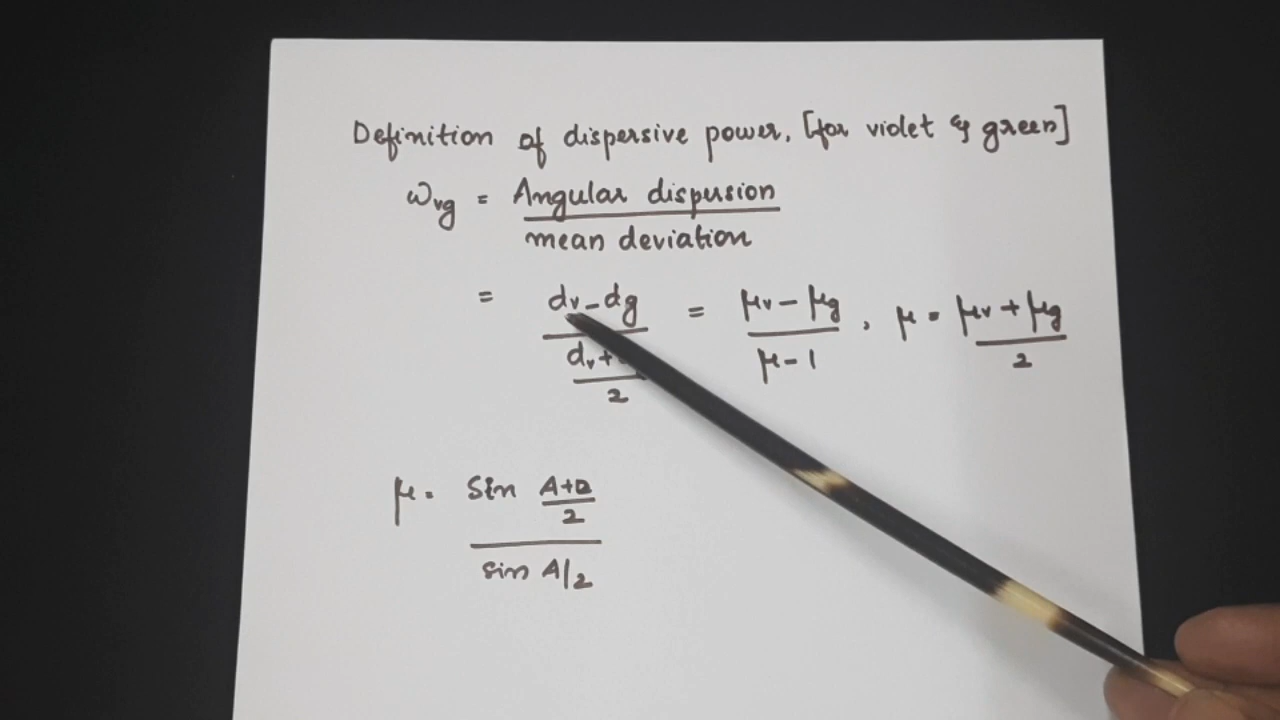 Definition of dispersive power, [for violet & green]
ωvg = Angular dispersion
mean deviation
= dv - dg = μv - μg , μ = μv + μg
dv + μ - 1 2
2
μ = Sin A+D
2
sin A/2